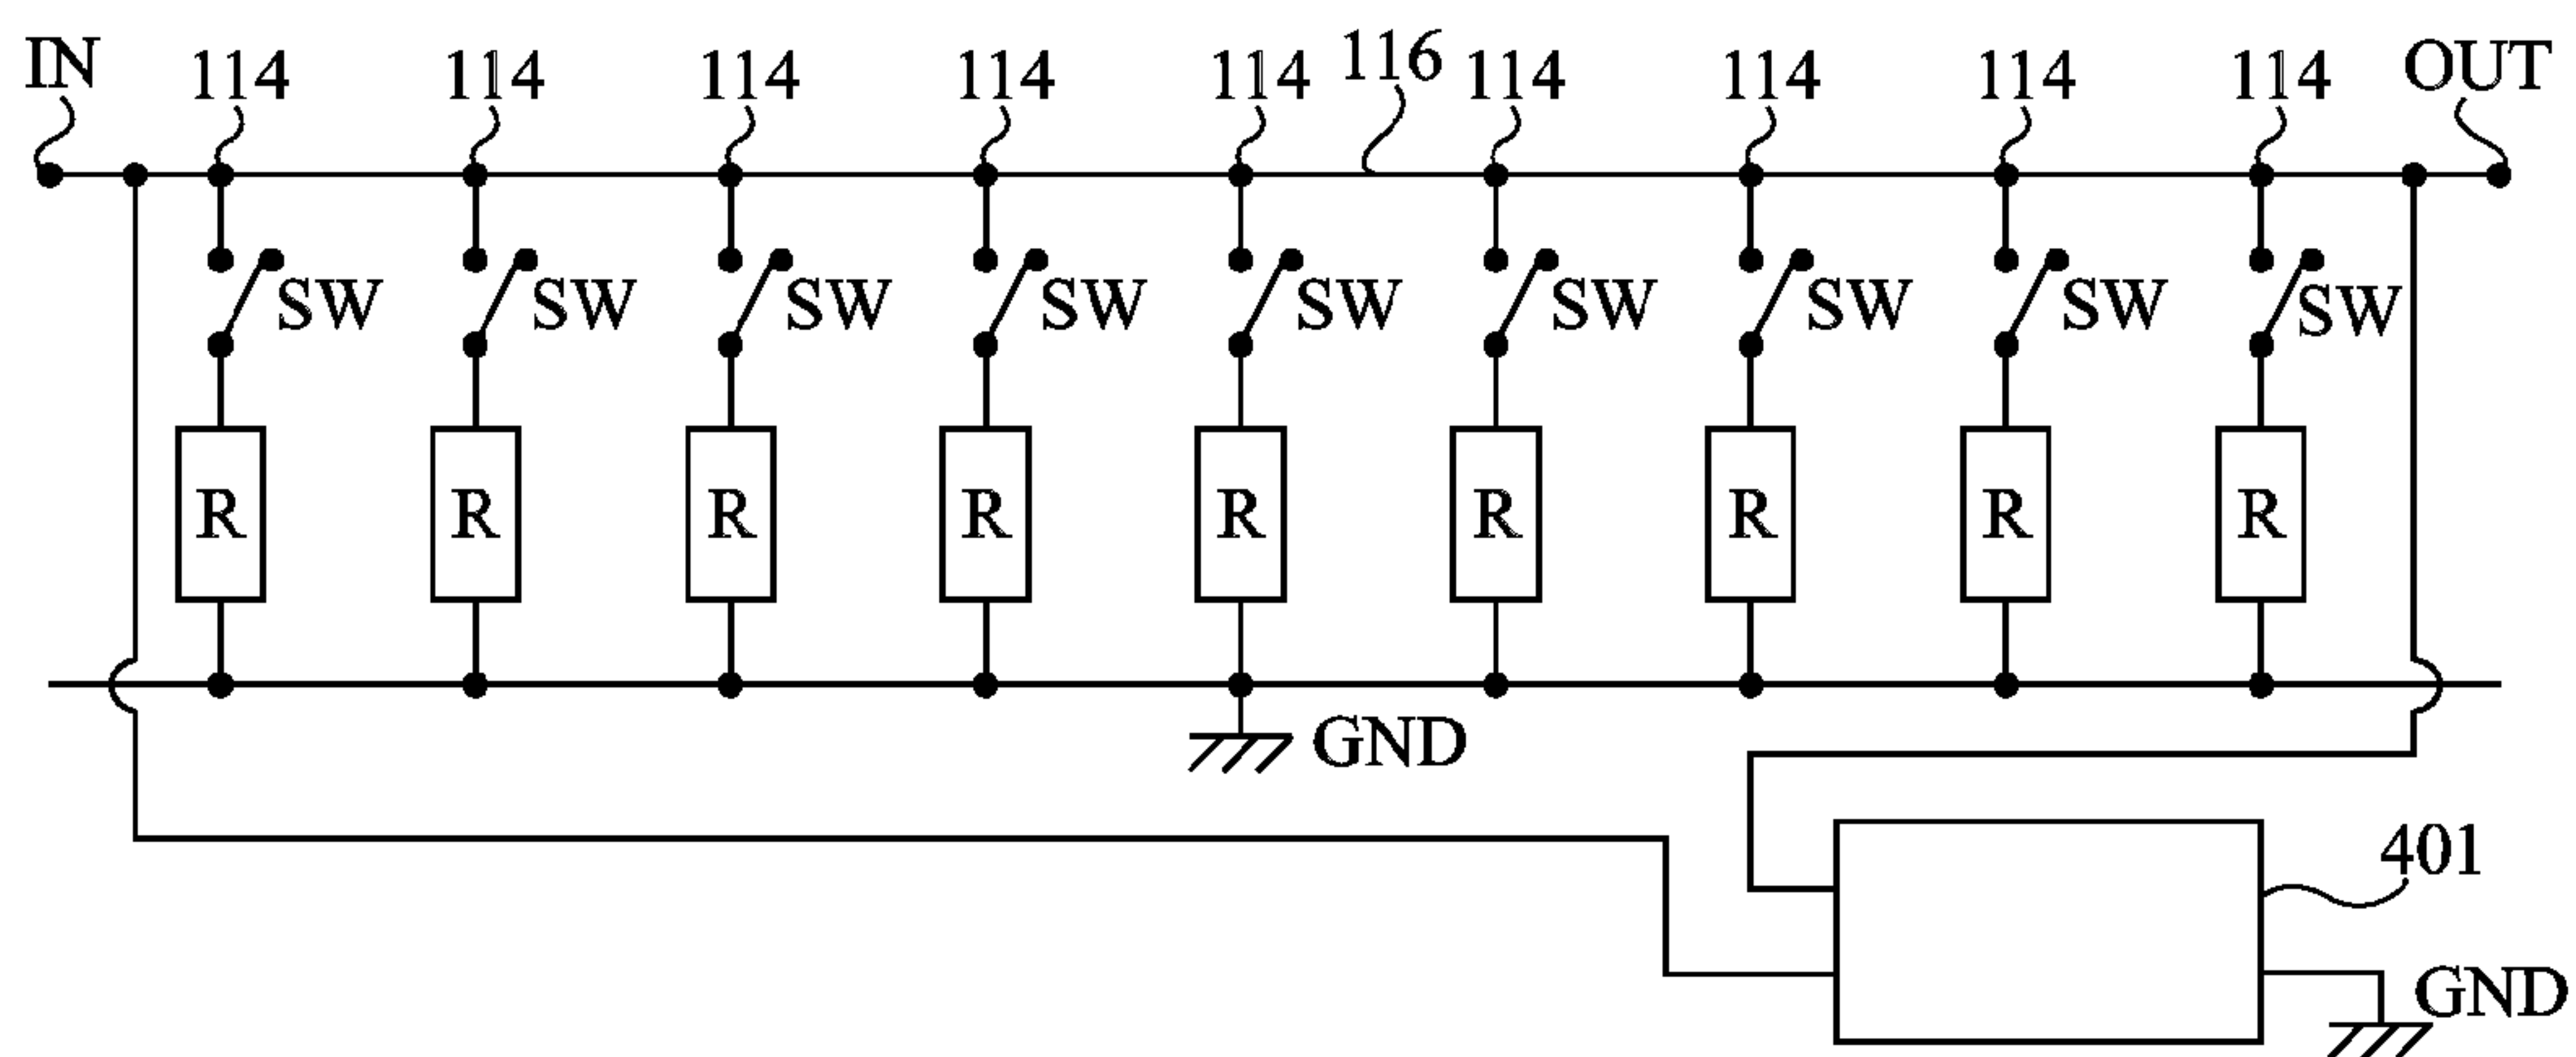 IN 114 114 114 114 114 116 114 114 114 114 OUT
SW SW SW SW SW SW SW SW SW
R R R R R R R R R
GND
401
GND